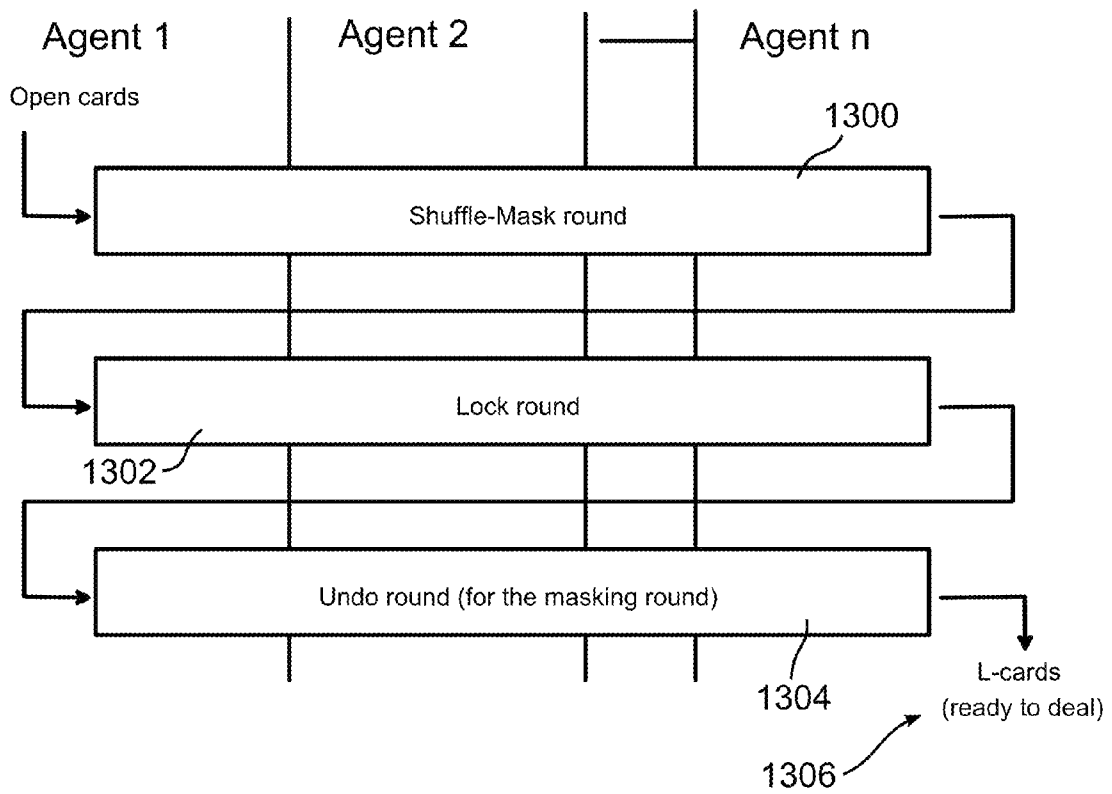 Agent 1
Agent 2
Agent n
Open cards
1300
Shuffle-Mask round
Lock round
1302
Undo round (for the masking round)
1304
L-cards
(ready to deal)
1306